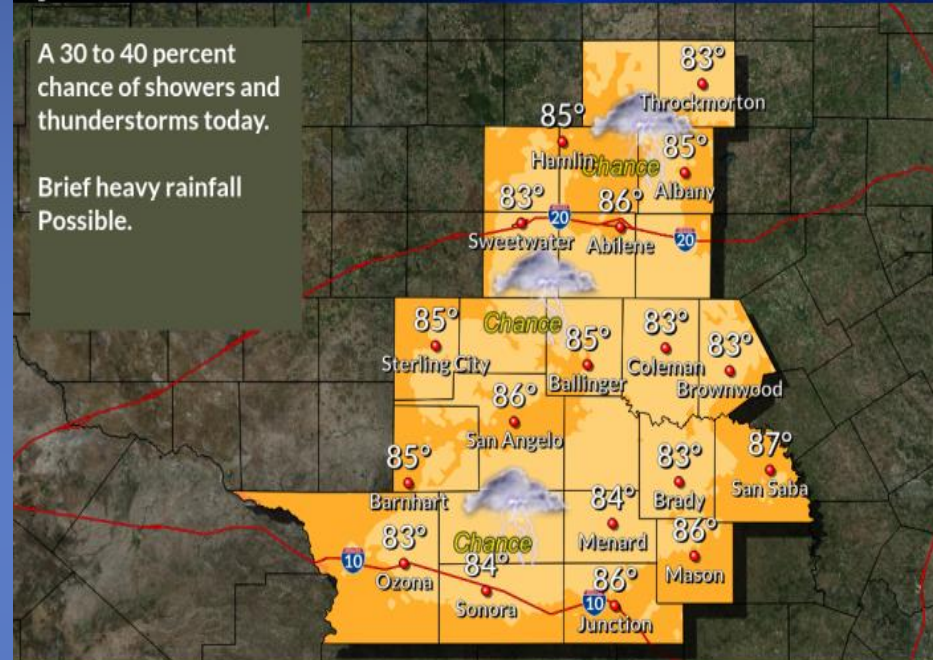 A 30 to 40 percent
chance of showers and
thunderstorms today.
Brief heavy rainfall
Possible.
83°
Throckmorton
85°
Hamlin
Chance
85°
Albany
83°
Sweetwater
20
86°
Abilene
20
85°
Sterling City
Chance
85°
Ballinger
83°
Coleman
83°
Brownwood
86°
San Angelo
85°
Barnhart
83°
Brady
87°
San Saba
84°
Menard
86°
Mason
10
83°
Ozona
Chance
84°
Sonora
10
86°
Junction